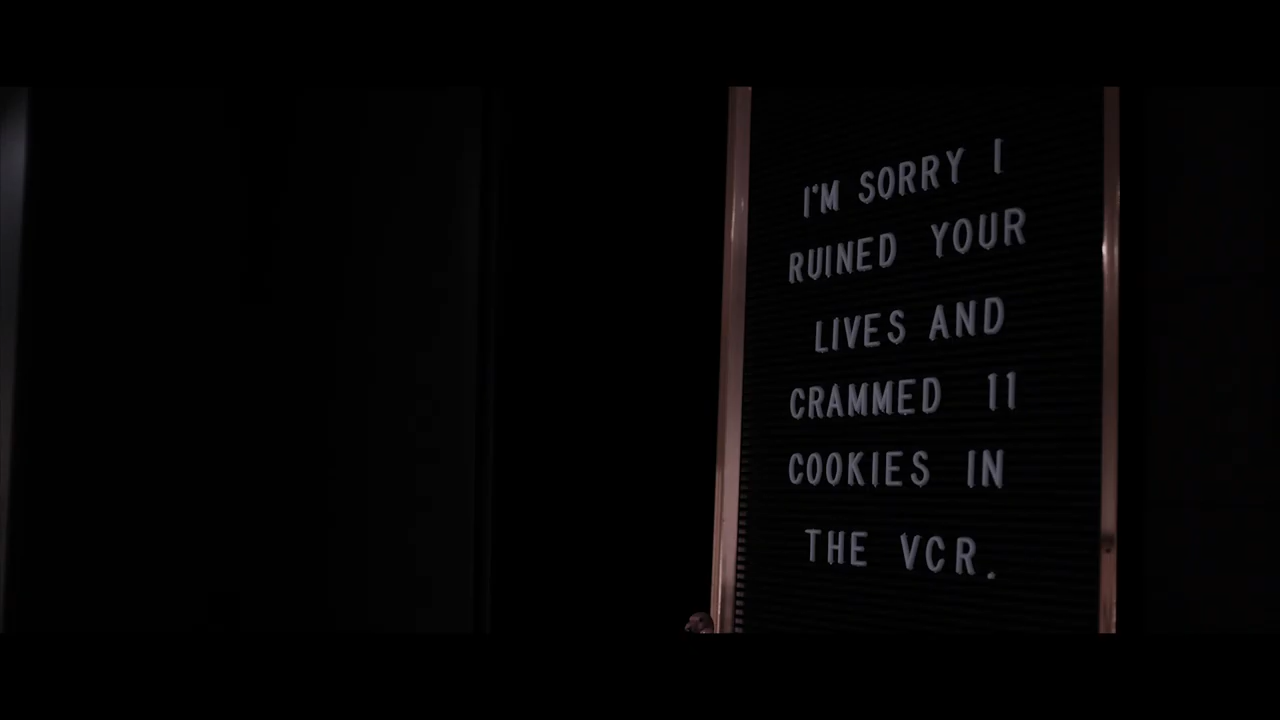 I'M SORRY I
RUINED YOUR
LIVES AND
CRAMMED 11
COOKIES IN
THE VCR.